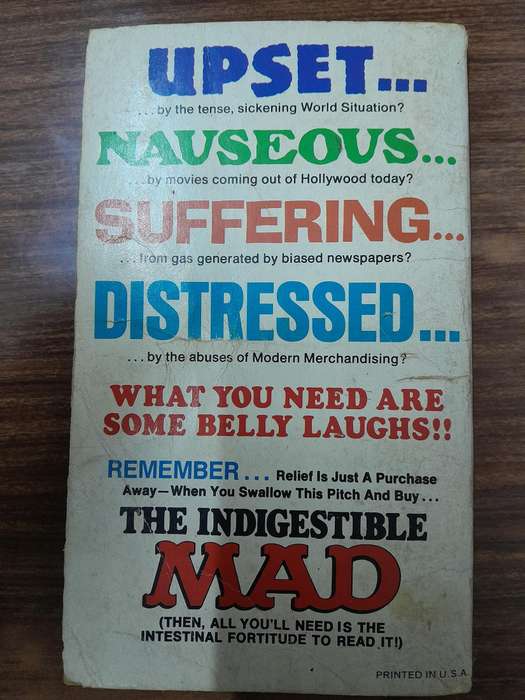 UPSET...
...by the tense, sickening World Situation?
NAUSEOUS...
...by movies coming out of Hollywood today?
SUFFERING...
...from gas generated by biased newspapers?
DISTRESSED...
...by the abuses of Modern Merchandising?
WHAT YOU NEED ARE
SOME BELLY LAUGHS!!
REMEMBER... Relief Is Just A Purchase
Away—When You Swallow This Pitch And Buy...
THE INDIGESTIBLE
MAD
(THEN, ALL YOU'LL NEED IS THE
INTESTINAL FORTITUDE TO READ IT!)
PRINTED IN U.S.A.